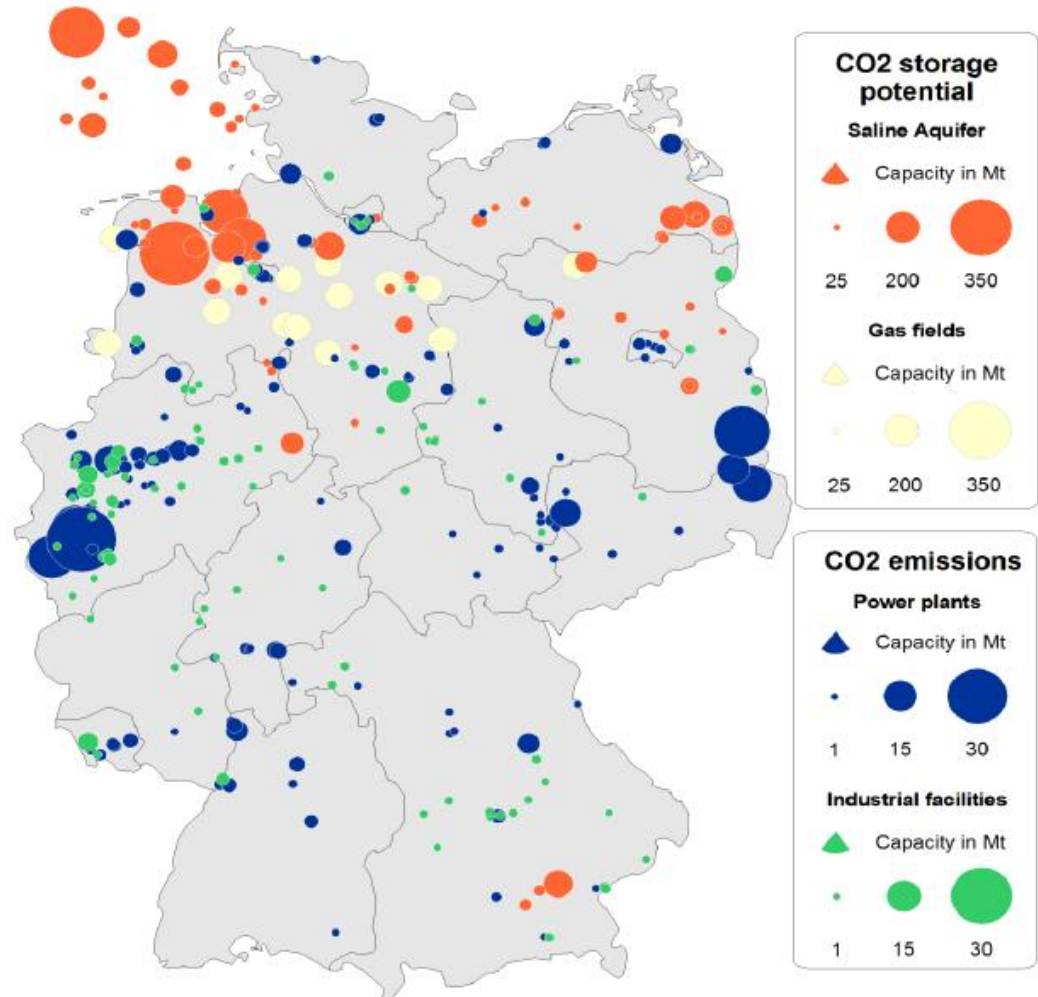 CO2 storage
potential
Saline Aquifer
Capacity in Mt
25 200 350
Gas fields
Capacity in Mt
25 200 350
CO2 emissions
Power plants
Capacity in Mt
1 15 30
Industrial facilities
Capacity in Mt
1 15 30